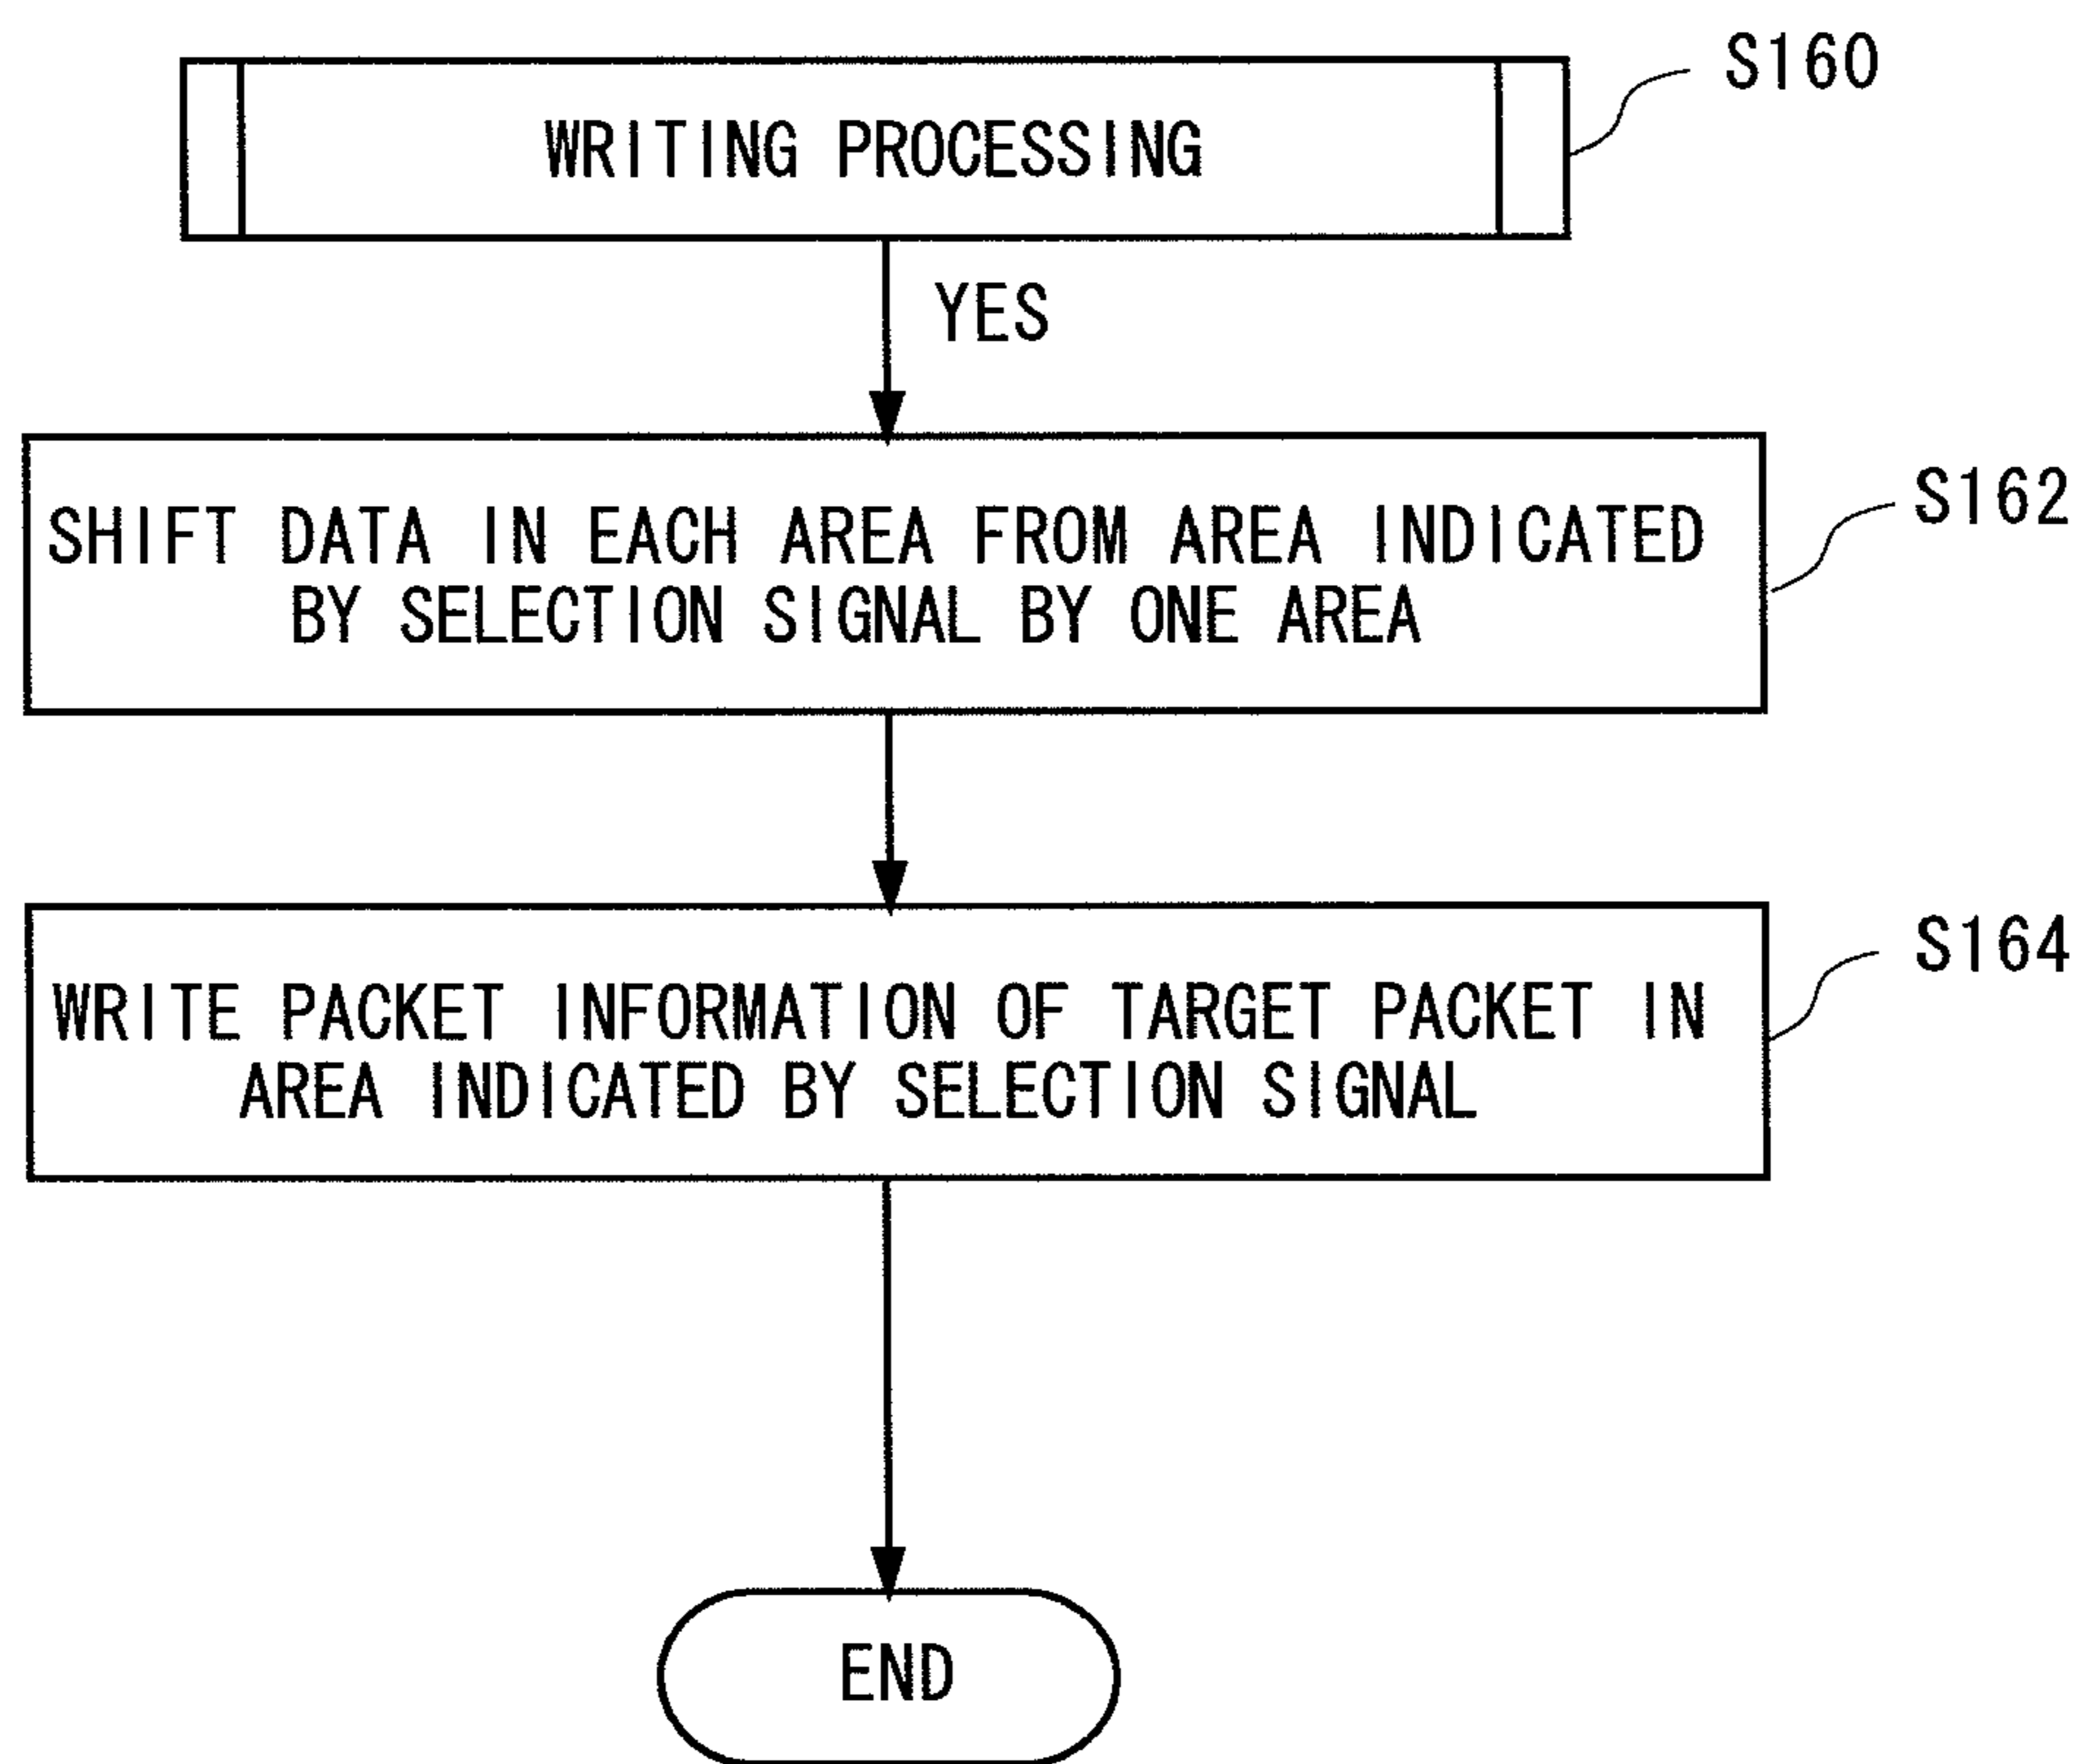 S160
WRITING PROCESSING
YES
S162
SHIFT DATA IN EACH AREA FROM AREA INDICATED
BY SELECTION SIGNAL BY ONE AREA
S164
WRITE PACKET INFORMATION OF TARGET PACKET IN
AREA INDICATED BY SELECTION SIGNAL
END